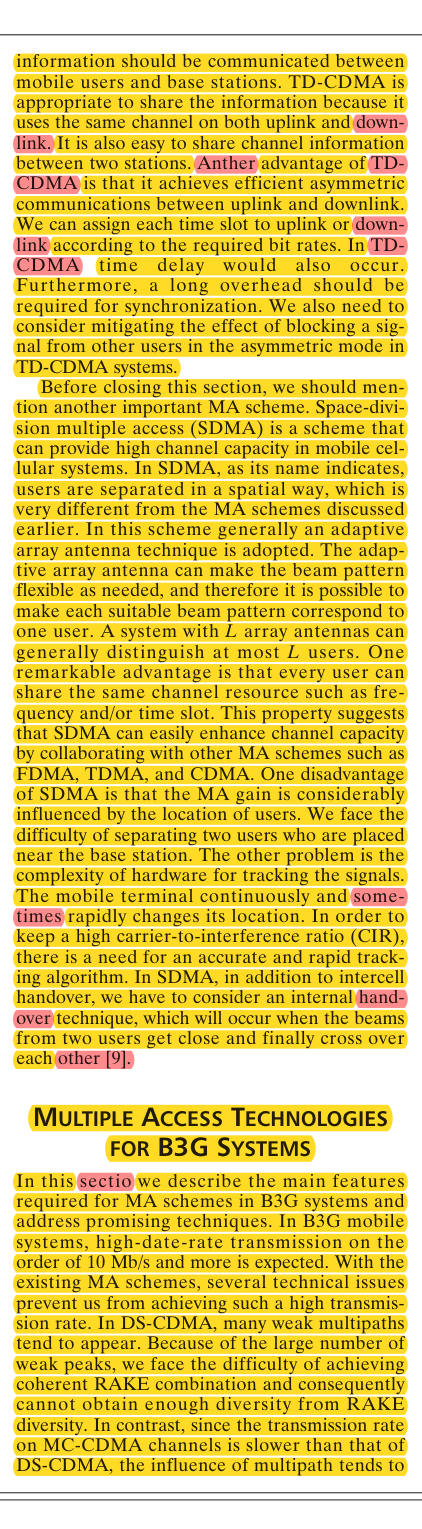 information should be communicated between
mobile users and base stations. TD-CDMA is
appropriate to share the information because it
uses the same channel on both uplink and down-
link. It is also easy to share channel information
between two stations. Anther advantage of TD-
CDMA is that it achieves efficient asymmetric
communications between uplink and downlink.
We can assign each time slot to uplink or down-
link according to the required bit rates. In TD-
CDMA time delay would also occur.
Furthermore, a long overhead should be
required for synchronization. We also need to
consider mitigating the effect of blocking a sig-
nal from other users in the asymmetric mode in
TD-CDMA systems.
Before closing this section, we should men-
tion another important MA scheme. Space-divi-
sion multiple access (SDMA) is a scheme that
can provide high channel capacity in mobile cel-
lular systems. In SDMA, as its name indicates,
users are separated in a spatial way, which is
very different from the MA schemes discussed
earlier. In this scheme generally an adaptive
array antenna technique is adopted. The adap-
tive array antenna can make the beam pattern
flexible as needed, and therefore it is possible to
make each suitable beam pattern correspond to
one user. A system with L array antennas can
generally distinguish at most L users. One
remarkable advantage is that every user can
share the same channel resource such as fre-
quency and/or time slot. This property suggests
that SDMA can easily enhance channel capacity
by collaborating with other MA schemes such as
FDMA, TDMA, and CDMA. One disadvantage
of SDMA is that the MA gain is considerably
influenced by the location of users. We face the
difficulty of separating two users who are placed
near the base station. The other problem is the
complexity of hardware for tracking the signals.
The mobile terminal continuously and some-
times rapidly changes its location. In order to
keep a high carrier-to-interference ratio (CIR),
there is a need for an accurate and rapid track-
ing algorithm. In SDMA, in addition to intercell
handover, we have to consider an internal hand-
over technique, which will occur when the beams
from two users get close and finally cross over
each other [9].
MULTIPLE ACCESS TECHNOLOGIES
FOR B3G SYSTEMS
In this sectio we describe the main features
required for MA schemes in B3G systems and
address promising techniques. In B3G mobile
systems, high-date-rate transmission on the
order of 10 Mb/s and more is expected. With the
existing MA schemes, several technical issues
prevent us from achieving such a high transmis-
sion rate. In DS-CDMA, many weak multipaths
tend to appear. Because of the large number of
weak peaks, we face the difficulty of achieving
coherent RAKE combination and consequently
cannot obtain enough diversity from RAKE
diversity. In contrast, since the transmission rate
on MC-CDMA channels is slower than that of
DS-CDMA, the influence of multipath tends to